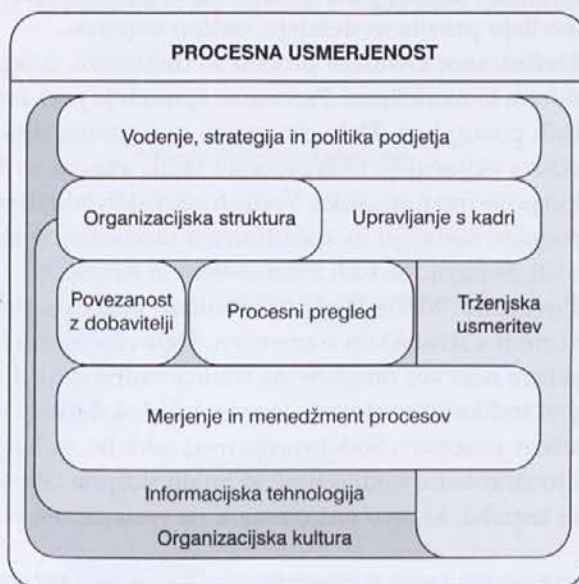 PROCESNA USMERJENOST
Vodenje, strategija in politika podjetja
Organizacijska struktura
Upravljanje s kadri
Povezanost
z dobavitelji
Procesni pregled
Trženjska
usmeritev
Merjenje in menedžment procesov
Informacijska tehnologija
Organizacijska kultura